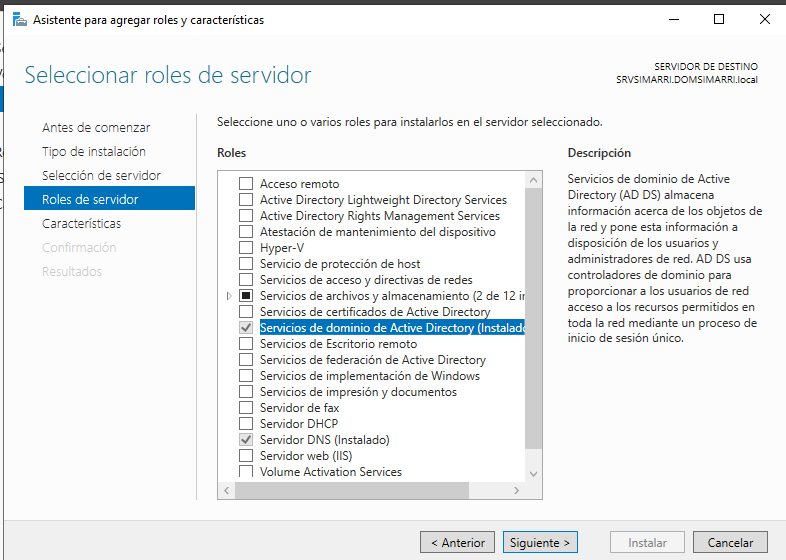 Asistente para agregar roles y características
Seleccionar roles de servidor
SERVIDOR DE DESTINO
SRVSIMARRI.DOMSIMARRI.local
Antes de comenzar
Tipo de instalación
Selección de servidor
Roles de servidor
Características
Confirmación
Resultados
Seleccione uno o varios roles para instalarlos en el servidor seleccionado.
Roles
Acceso remoto
Active Directory Lightweight Directory Services
Active Directory Rights Management Services
Atestación de mantenimiento del dispositivo
Hyper-V
Servicio de protección de host
Servicios de acceso y directivas de redes
Servicios de archivos y almacenamiento (2 de 12 in
Servicios de certificados de Active Directory
Servicios de dominio de Active Directory (Instalado
Servicios de Escritorio remoto
Servicios de federación de Active Directory
Servicios de implementación de Windows
Servicios de impresión y documentos
Servidor de fax
Servidor DHCP
Servidor DNS (Instalado)
Servidor web (IIS)
Volume Activation Services
Descripción
Servicios de dominio de Active
Directory (AD DS) almacena
información acerca de los objetos de
la red y pone esta información a
disposición de los usuarios y
administradores de red. AD DS usa
controladores de dominio para
proporcionar a los usuarios de red
acceso a los recursos permitidos en
toda la red mediante un proceso de
inicio de sesión único.
< Anterior
Siguiente >
Instalar
Cancelar